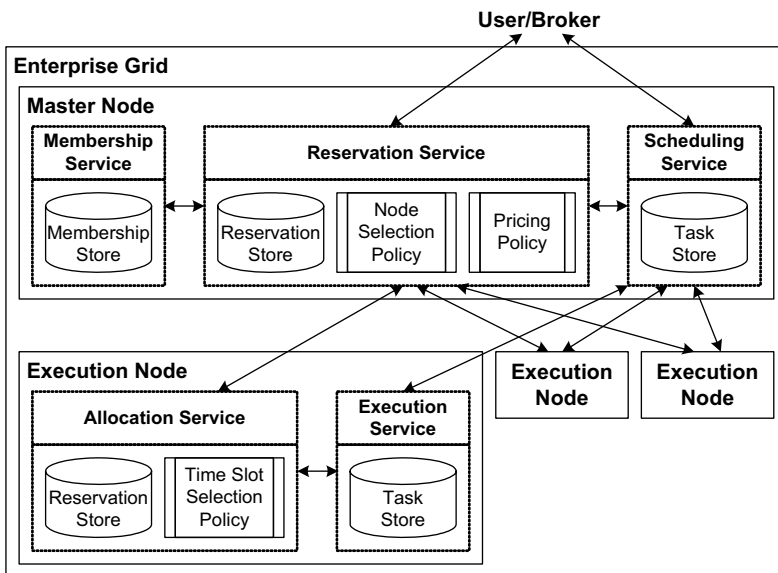 User/Broker
Enterprise Grid
Master Node
Membership
Service
Reservation Service
Scheduling
Service
Membership
Store
Reservation
Store
Node
Selection
Policy
Pricing
Policy
Task
Store
Execution Node
Allocation Service
Execution
Service
Reservation
Store
Time Slot
Selection
Policy
Task
Store
Execution
Node
Execution
Node